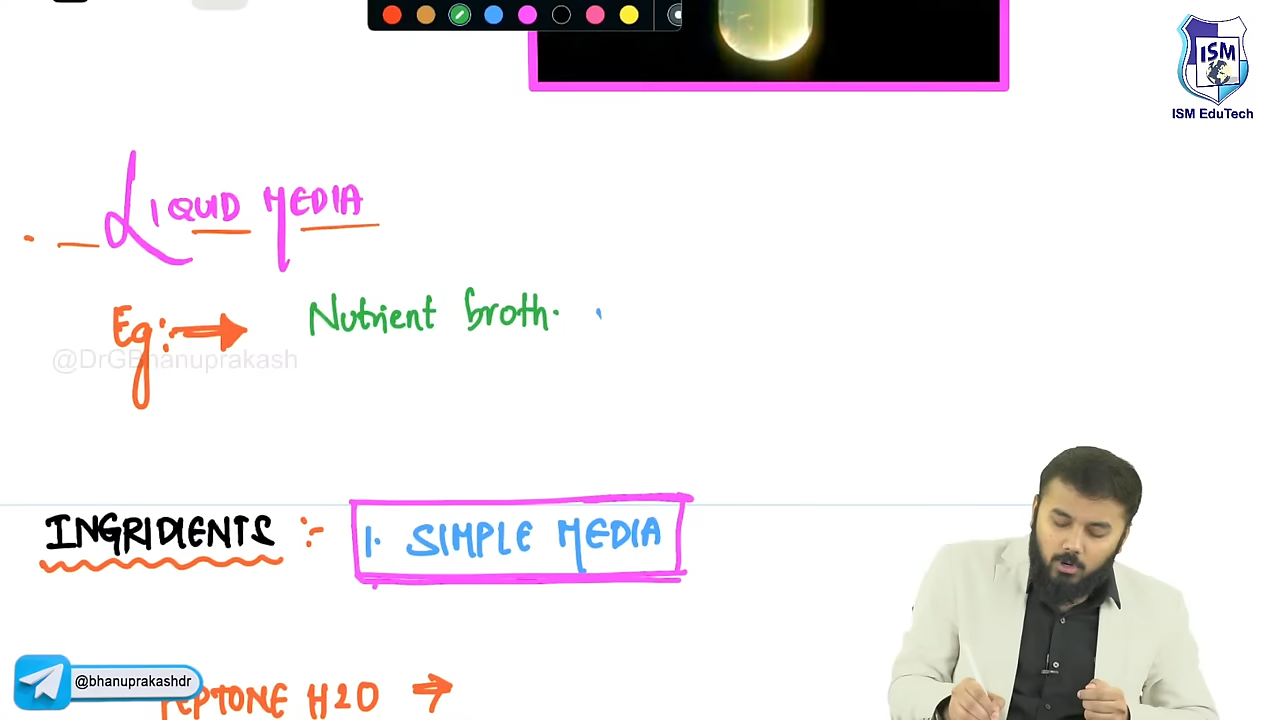 ISM
ISM EduTech
LIQUID MEDIA
Eg:- Nutrient broth.
@DrGBhanuprakash
INGRIDIENTS :- 1. SIMPLE MEDIA
@bhanuprakashdr
PEPTONE H2O →